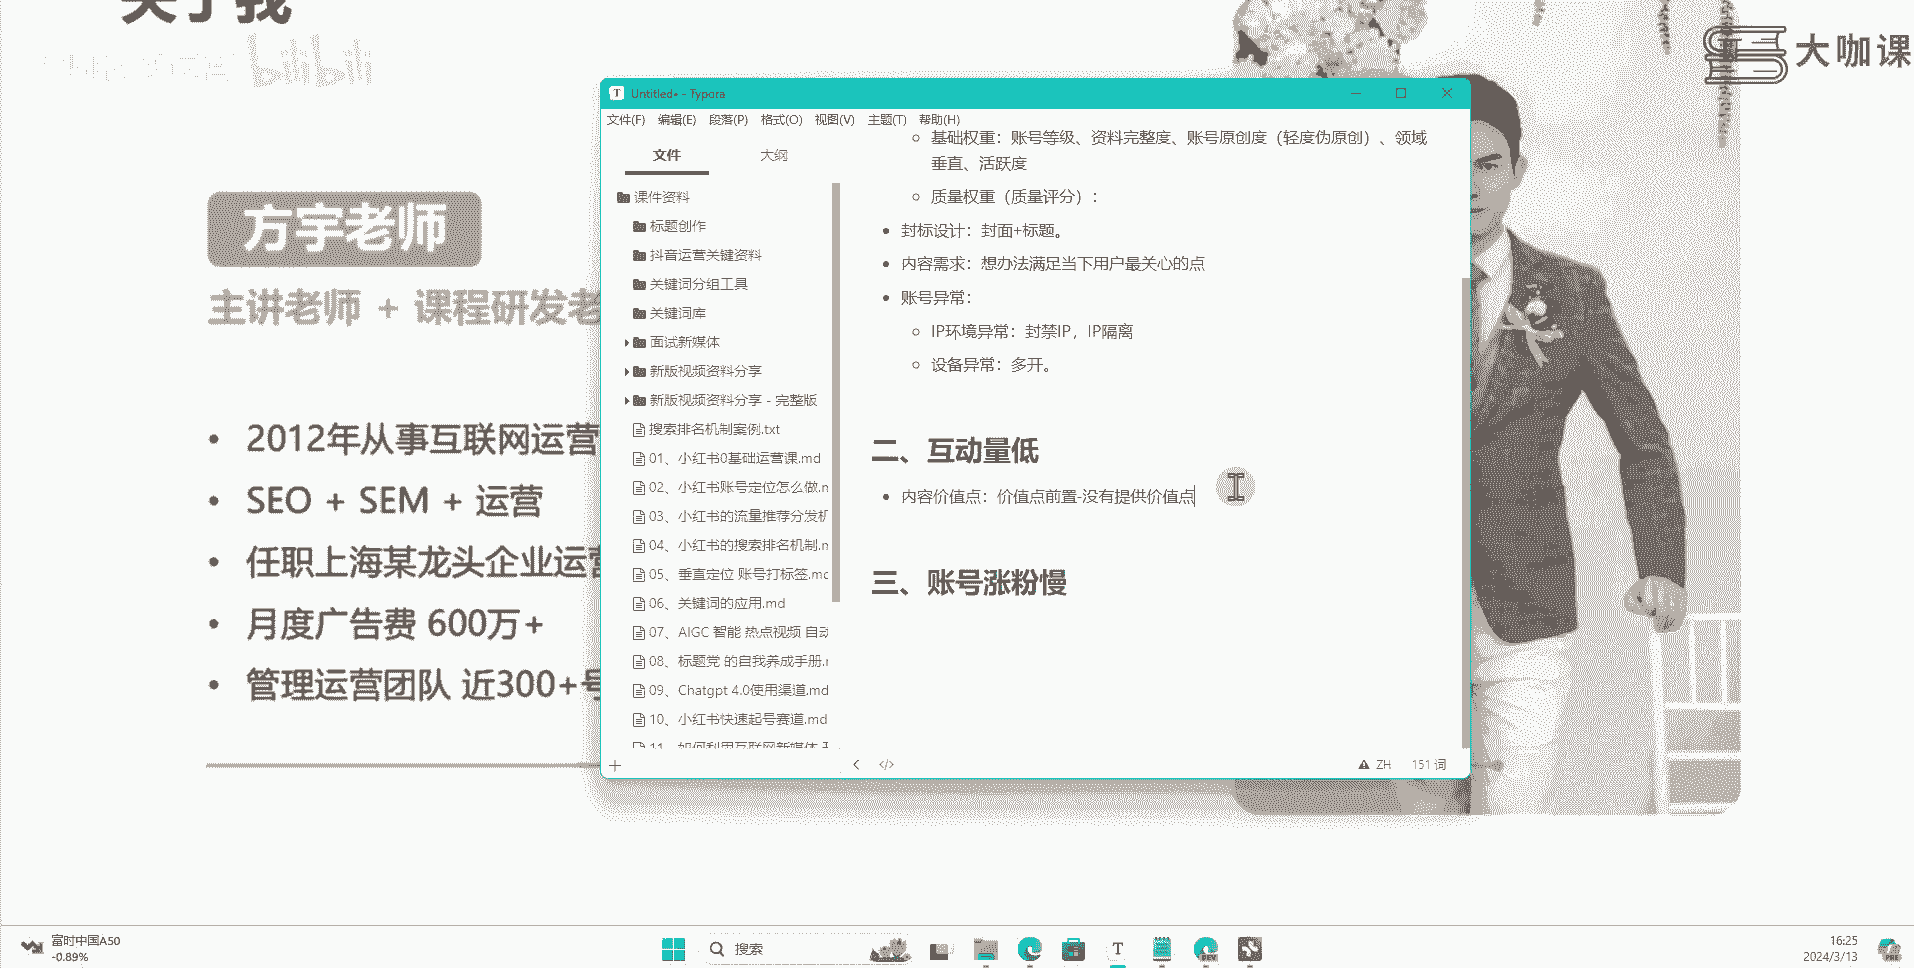 关于我
bilibili
大咖课
方宇老师
主讲老师 + 课程研发老
2012年从事互联网运营
SEO + SEM + 运营
任职上海某龙头企业运营
月度广告费 600万+
管理运营团队 近300+号
Untitled• - Typora
文件(F) 编辑(E) 段落(P) 格式(O) 视图(V) 主题(T) 帮助(H)
文件 大纲
课件资料
标题创作
抖音运营关键资料
关键词分组工具
关键词库
面试新媒体
新版视频资料分享
新版视频资料分享 - 完整版
搜索排名机制案例.txt
01、小红书0基础运营课.md
02、小红书账号定位怎么做.m
03、小红书的流量推荐分发机
04、小红书的搜索排名机制.m
05、垂直定位 账号打标签.md
06、关键词的应用.md
07、AIGC 智能 热点视频 自动
08、标题党 的自我养成手册.m
09、Chatgpt 4.0使用渠道.md
10、小红书快速起号赛道.md
11、如何利用互联网新媒体
基础权重：账号等级、资料完整度、账号原创度（轻度伪原创）、领域
垂直、活跃度
质量权重（质量评分）：
封标设计：封面+标题。
内容需求：想办法满足当下用户最关心的点
账号异常：
IP环境异常：封禁IP，IP隔离
设备异常：多开。
二、互动量低
内容价值点：价值点前置-没有提供价值点
三、账号涨粉慢
ZH 151 词
富时中国A50
-0.89%
搜索
16:25
2024/3/13